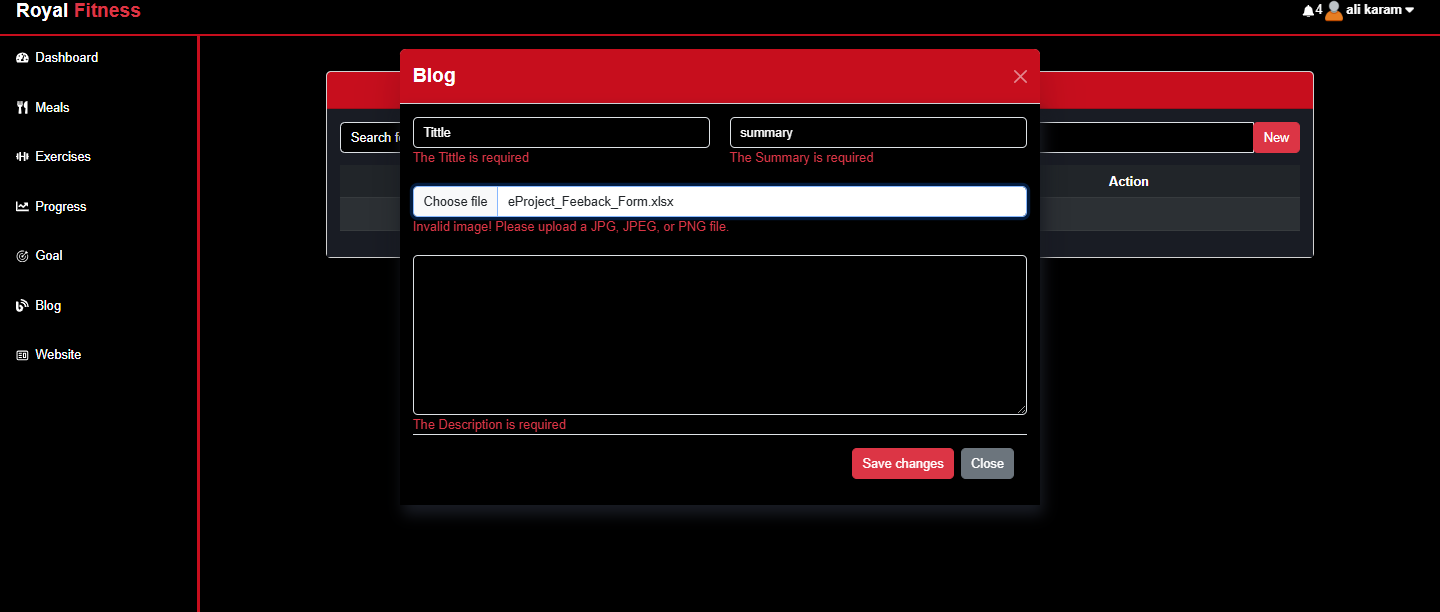 Royal Fitness
4 ali karam
Dashboard
Meals
Exercises
Progress
Goal
Blog
Website
Blog
Tittle
summary
The Tittle is required
The Summary is required
Choose file eProject_Feeback_Form.xlsx
Invalid image! Please upload a JPG, JPEG, or PNG file.
The Description is required
Save changes
Close
Search
New
Action